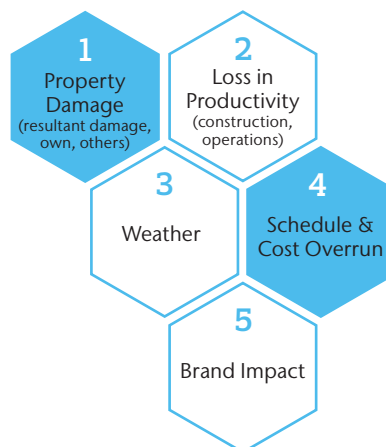 1
Property
Damage
(resultant damage,
own, others)
2
Loss in
Productivity
(construction,
operations)
3
Weather
4
Schedule &
Cost Overrun
5
Brand Impact